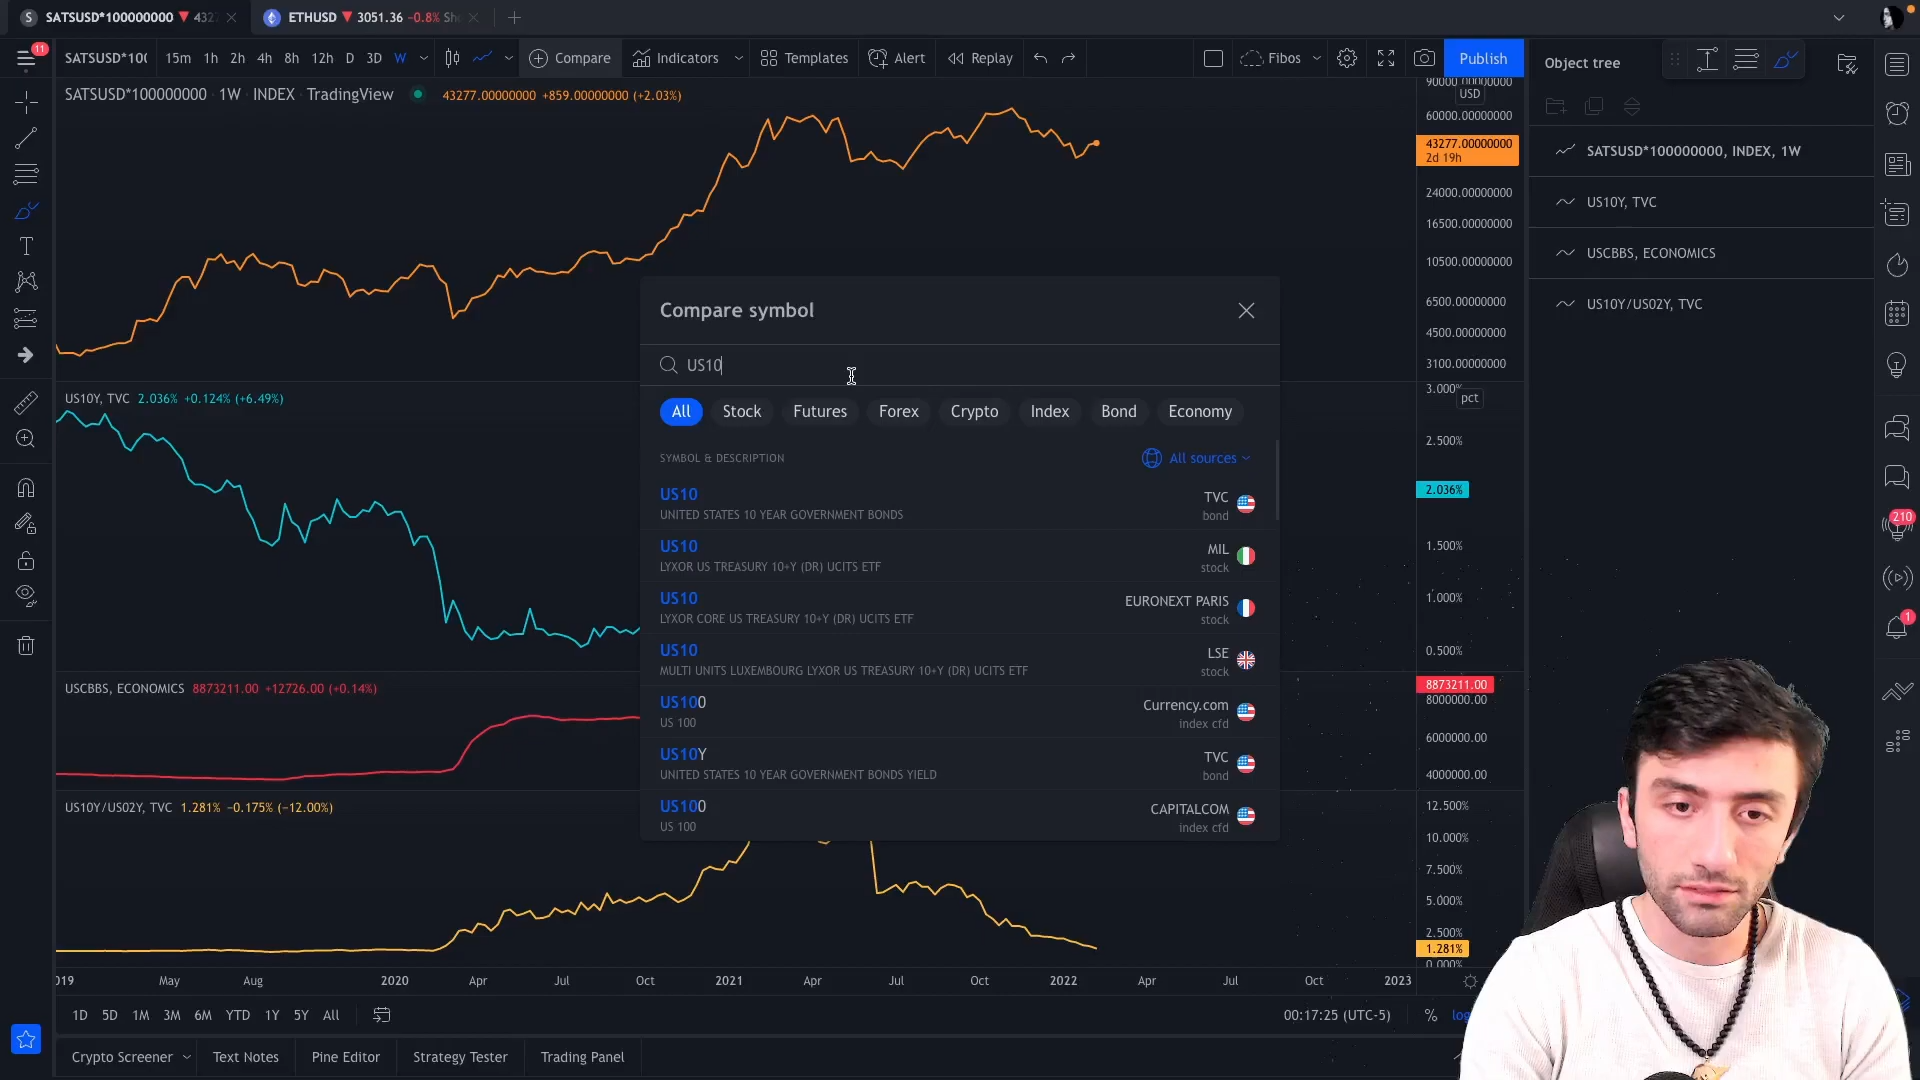 SATSUSD*100000000 ▼ 432
ETHUSD ▼ 3051.36 -0.8% Sh
11
SATSUSD*10(
15m 1h 2h 4h 8h 12h D 3D W
Compare
Indicators
Templates
Alert
Replay
Fibos
Publish
Object tree
SATSUSD*100000000 · 1W · INDEX · TradingView
43277.00000000 +859.00000000 (+2.03%)
90000.00000000
USD
60000.00000000
43277.00000000
2d 19h
24000.00000000
16500.00000000
10500.00000000
6500.00000000
4500.00000000
3100.00000000
SATSUSD*100000000, INDEX, 1W
US10Y, TVC
USCBBS, ECONOMICS
US10Y/US02Y, TVC
Compare symbol
US10
All Stock Futures Forex Crypto Index Bond Economy
SYMBOL & DESCRIPTION
All sources
US10
UNITED STATES 10 YEAR GOVERNMENT BONDS
TVC
bond
US10
LYXOR US TREASURY 10+Y (DR) UCITS ETF
MIL
stock
US10
LYXOR CORE US TREASURY 10+Y (DR) UCITS ETF
EURONEXT PARIS
stock
US10
MULTI UNITS LUXEMBOURG LYXOR US TREASURY 10+Y (DR) UCITS ETF
LSE
stock
US100
US 100
Currency.com
index cfd
US10Y
UNITED STATES 10 YEAR GOVERNMENT BONDS YIELD
TVC
bond
US100
US 100
CAPITALCOM
index cfd
US10Y, TVC 2.036% +0.124% (+6.49%)
3.000%
pct
2.500%
2.036%
1.500%
1.000%
0.500%
USCBBS, ECONOMICS 8873211.00 +12726.00 (+0.14%)
8873211.00
8000000.00
6000000.00
4000000.00
US10Y/US02Y, TVC 1.281% −0.175% (−12.00%)
12.500%
10.000%
7.500%
5.000%
2.500%
1.281%
0.000%
210
1
019 May Aug 2020 Apr Jul Oct 2021 Apr Jul Oct 2022 Apr Jul Oct 2023
1D 5D 1M 3M 6M YTD 1Y 5Y All
00:17:25 (UTC-5)
%
log
Crypto Screener
Text Notes
Pine Editor
Strategy Tester
Trading Panel